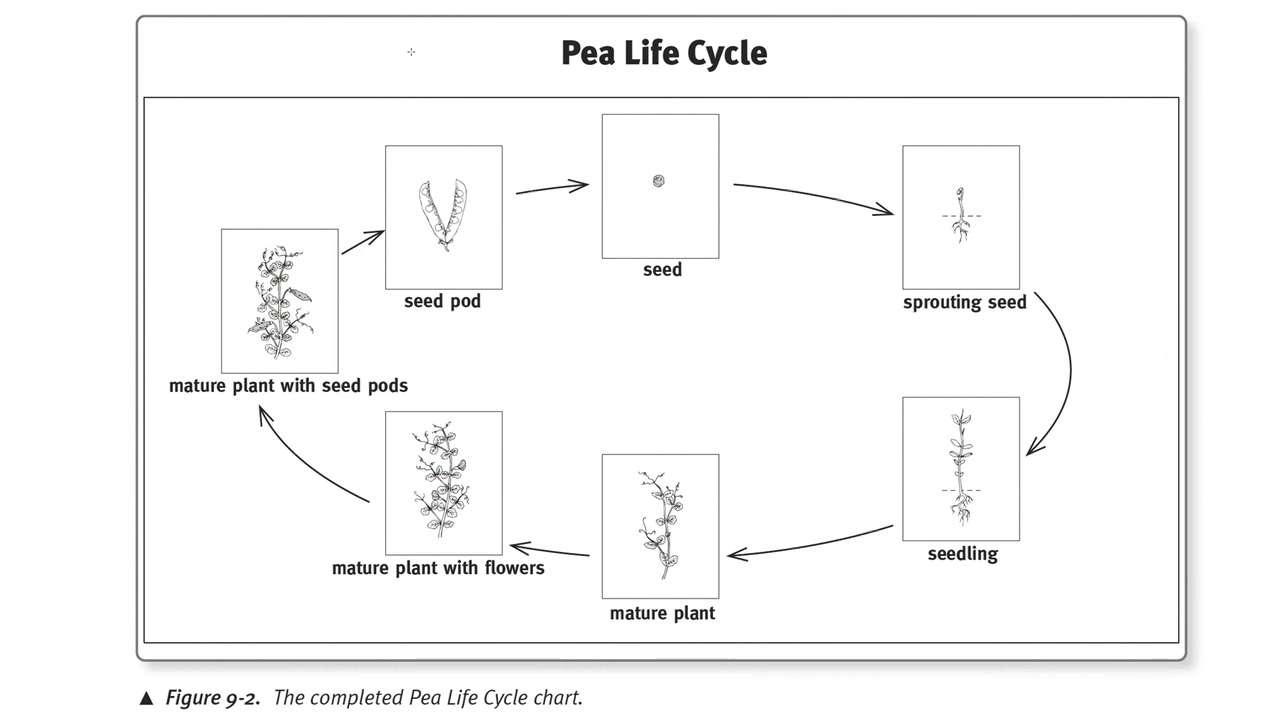 Pea Life Cycle
seed
seed pod
sprouting seed
mature plant with seed pods
seedling
mature plant with flowers
mature plant
▲ Figure 9-2. The completed Pea Life Cycle chart.